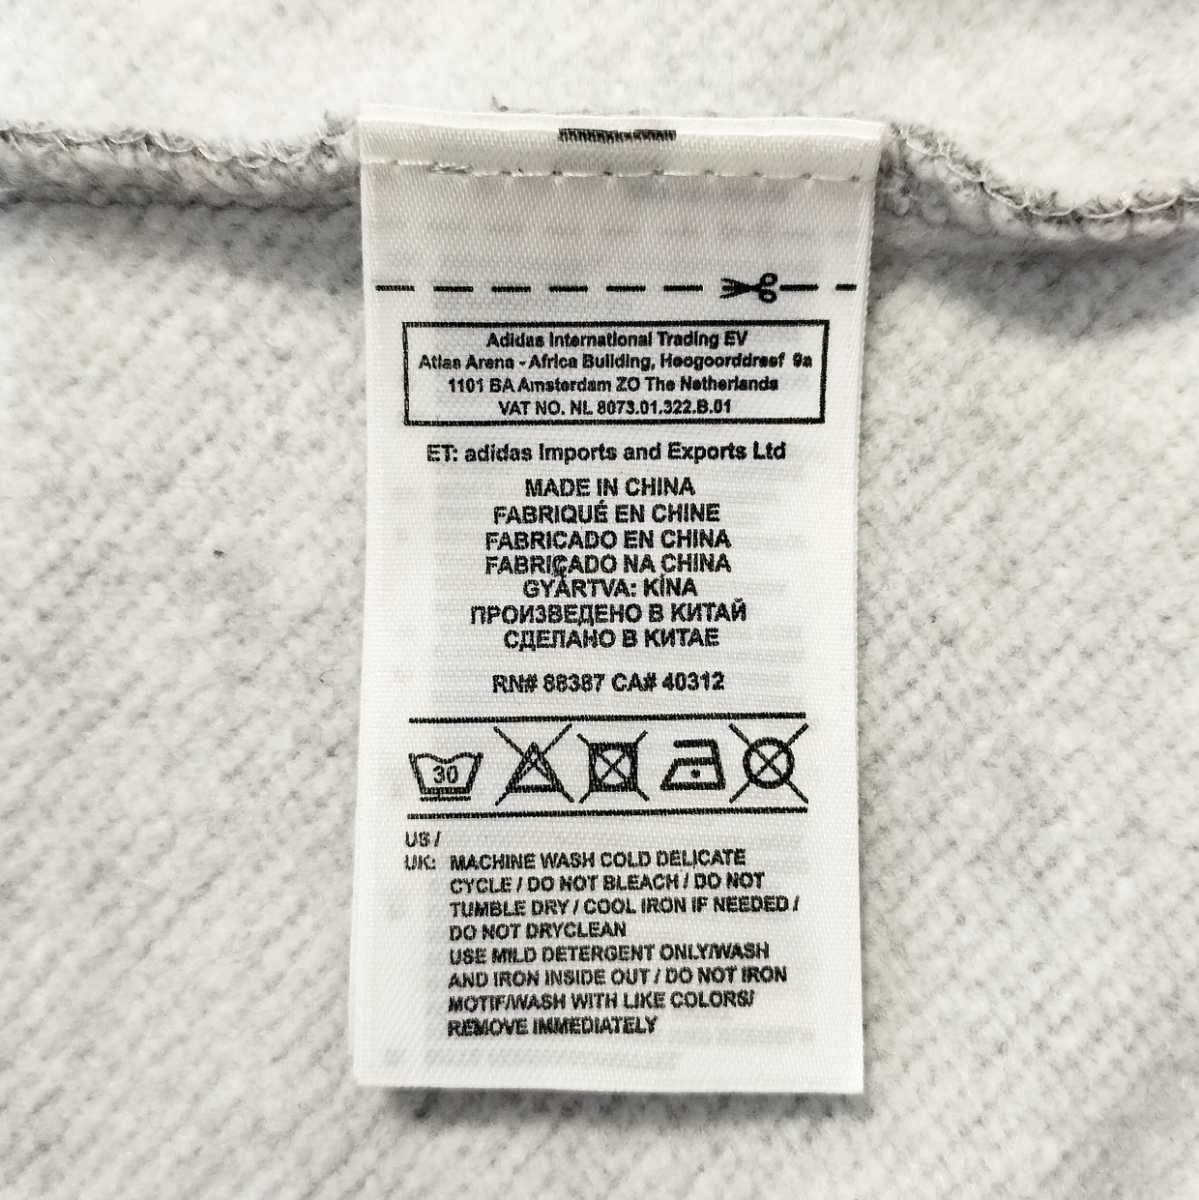 Adidas International Trading BV
Atlas Arena - Africa Building, Hoogoorddreef 9a
1101 BA Amsterdam ZO The Netherlands
VAT NO. NL 8073.01.322.B.01
ET: adidas Imports and Exports Ltd
MADE IN CHINA
FABRIQUÉ EN CHINE
FABRICADO EN CHINA
FABRICADO NA CHINA
GYÁRTVA: KÍNA
ПРОИЗВЕДЕНО В КИТАЙ
СДЕЛАНО В КИТАЕ
RN# 88387 CA# 40312
30
US /
UK: MACHINE WASH COLD DELICATE
CYCLE / DO NOT BLEACH / DO NOT
TUMBLE DRY / COOL IRON IF NEEDED /
DO NOT DRYCLEAN
USE MILD DETERGENT ONLY/WASH
AND IRON INSIDE OUT / DO NOT IRON
MOTIF/WASH WITH LIKE COLORS/
REMOVE IMMEDIATELY